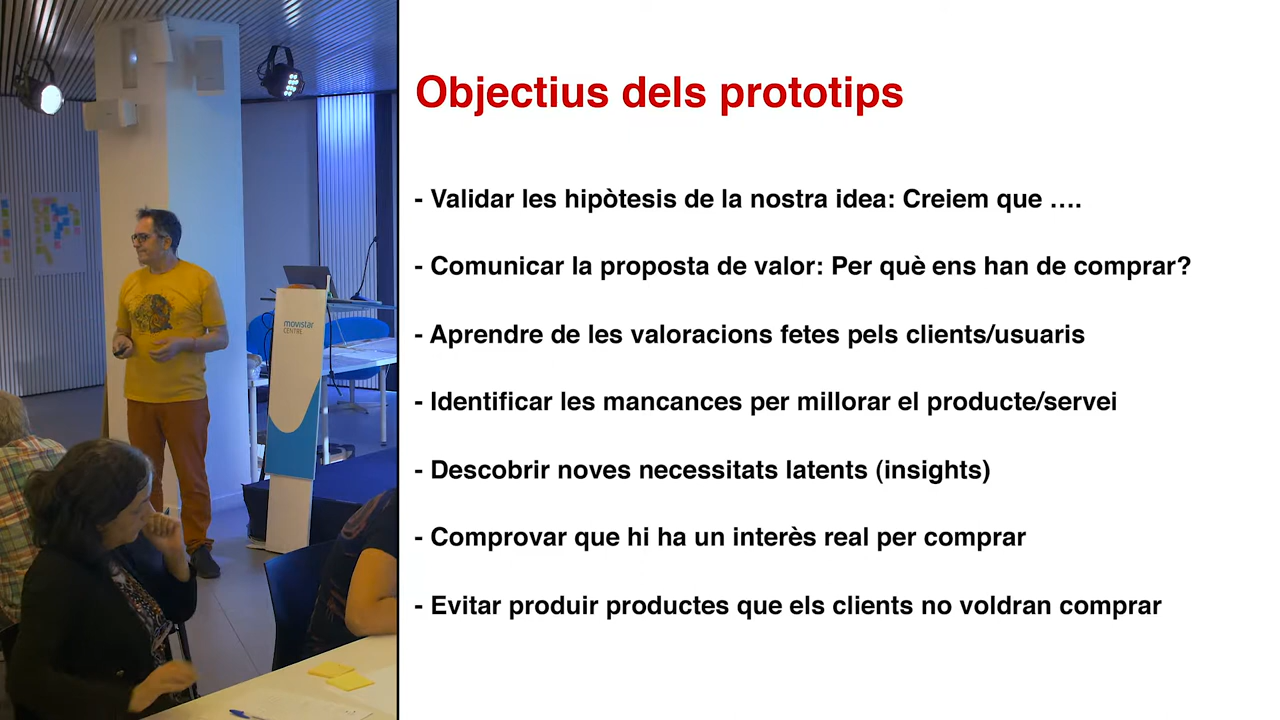 movistar
CENTRE
Objectius dels prototips
- Validar les hipòtesis de la nostra idea: Creiem que ....
- Comunicar la proposta de valor: Per què ens han de comprar?
- Aprendre de les valoracions fetes pels clients/usuaris
- Identificar les mancances per millorar el producte/servei
- Descobrir noves necessitats latents (insights)
- Comprovar que hi ha un interès real per comprar
- Evitar produir productes que els clients no voldran comprar